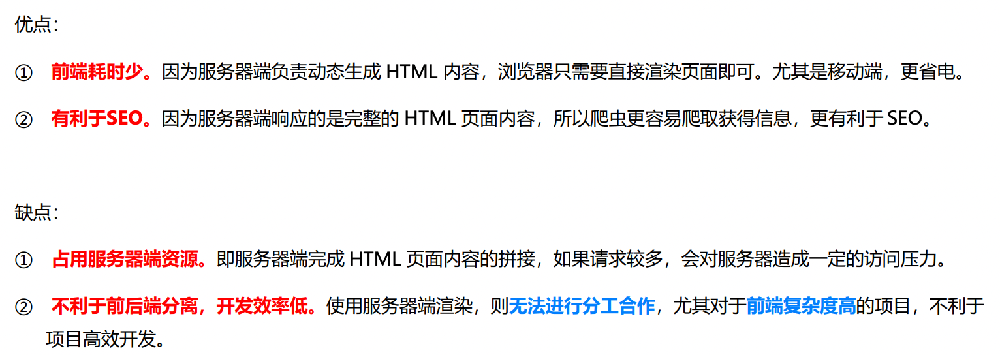 优点：
① 前端耗时少。因为服务器端负责动态生成 HTML 内容，浏览器只需要直接渲染页面即可。尤其是移动端，更省电。
② 有利于SEO。因为服务器端响应的是完整的 HTML 页面内容，所以爬虫更容易爬取获得信息，更有利于 SEO。
缺点：
① 占用服务器端资源。即服务器端完成 HTML 页面内容的拼接，如果请求较多，会对服务器造成一定的访问压力。
② 不利于前后端分离，开发效率低。使用服务器端渲染，则无法进行分工合作，尤其对于前端复杂度高的项目，不利于
项目高效开发。